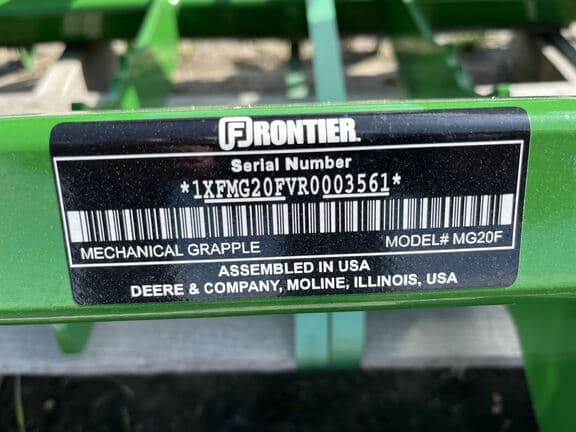 FRONTIER.
Serial Number
*1XFMG20FVR0003561*
MECHANICAL GRAPPLE MODEL# MG20F
ASSEMBLED IN USA
DEERE & COMPANY, MOLINE, ILLINOIS, USA